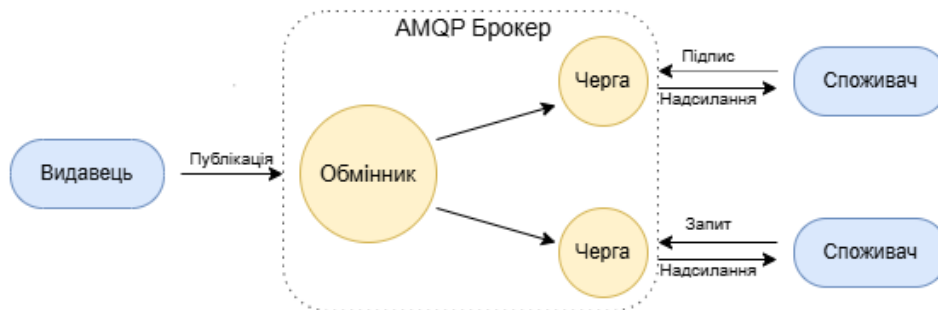 AMQP Брокер
Видавець
Публікація
Обмінник
Черга
Підпис
Надсилання
Споживач
Черга
Запит
Надсилання
Споживач